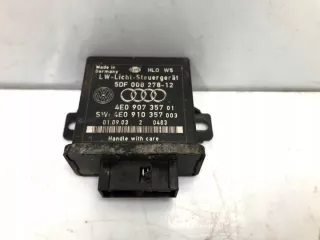 Made in
Germany
HLO WS
LW-Licht-Steuergerät
5DF 008 278-12
4E0 907 357 01
SW: 4E0 910 357 003
01.09.03 2 0483
Handle with care